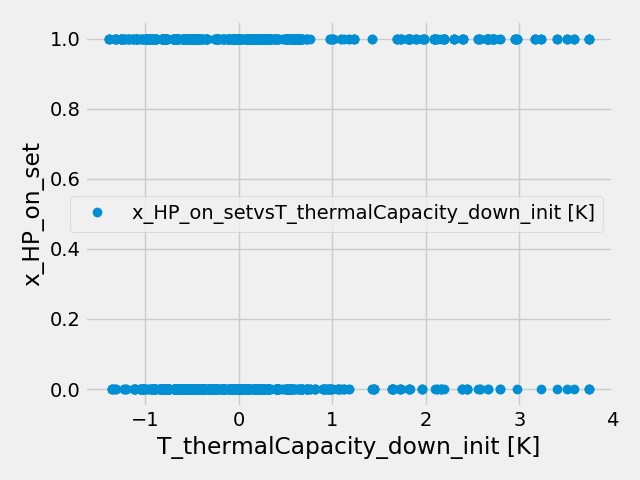 1.0
0.8
0.6
0.4
0.2
0.0
x_HP_on_set
x_HP_on_setvsT_thermalCapacity_down_init [K]
−1 0 1 2 3 4
T_thermalCapacity_down_init [K]